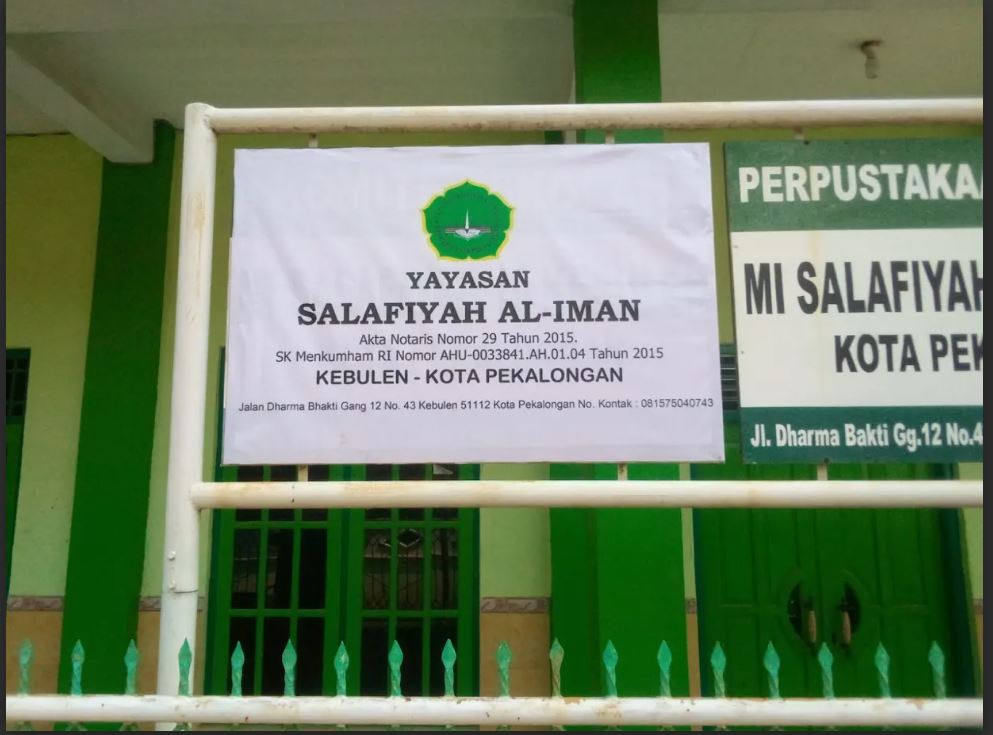 YAYASAN
SALAFIYAH AL-IMAN
Akta Notaris Nomor 29 Tahun 2015.
SK Menkumham RI Nomor AHU-0033841.AH.01.04 Tahun 2015
KEBULEN - KOTA PEKALONGAN
Jalan Dharma Bhakti Gang 12 No. 43 Kebulen 51112 Kota Pekalongan No. Kontak : 081575040743
PERPUSTAKAA
MI SALAFIYAH
KOTA PEK
Jl. Dharma Bakti Gg.12 No.4